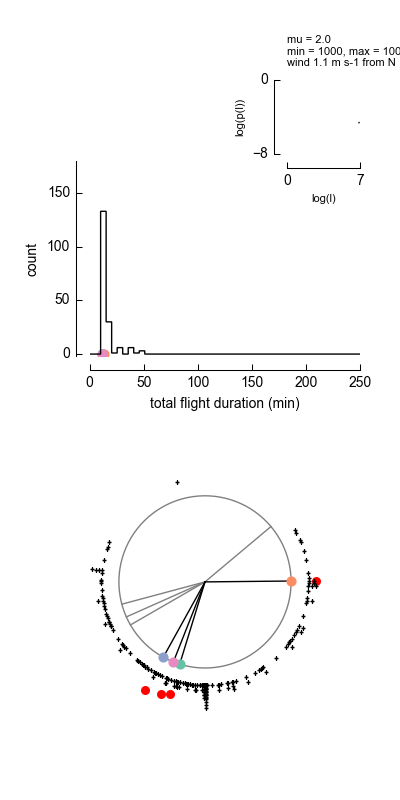 mu = 2.0
min = 1000, max = 100
wind 1.1 m s-1 from N
0
log(p(l))
−8
0 7
log(l)
150
100
count
50
0
0 50 100 150 200 250
total flight duration (min)